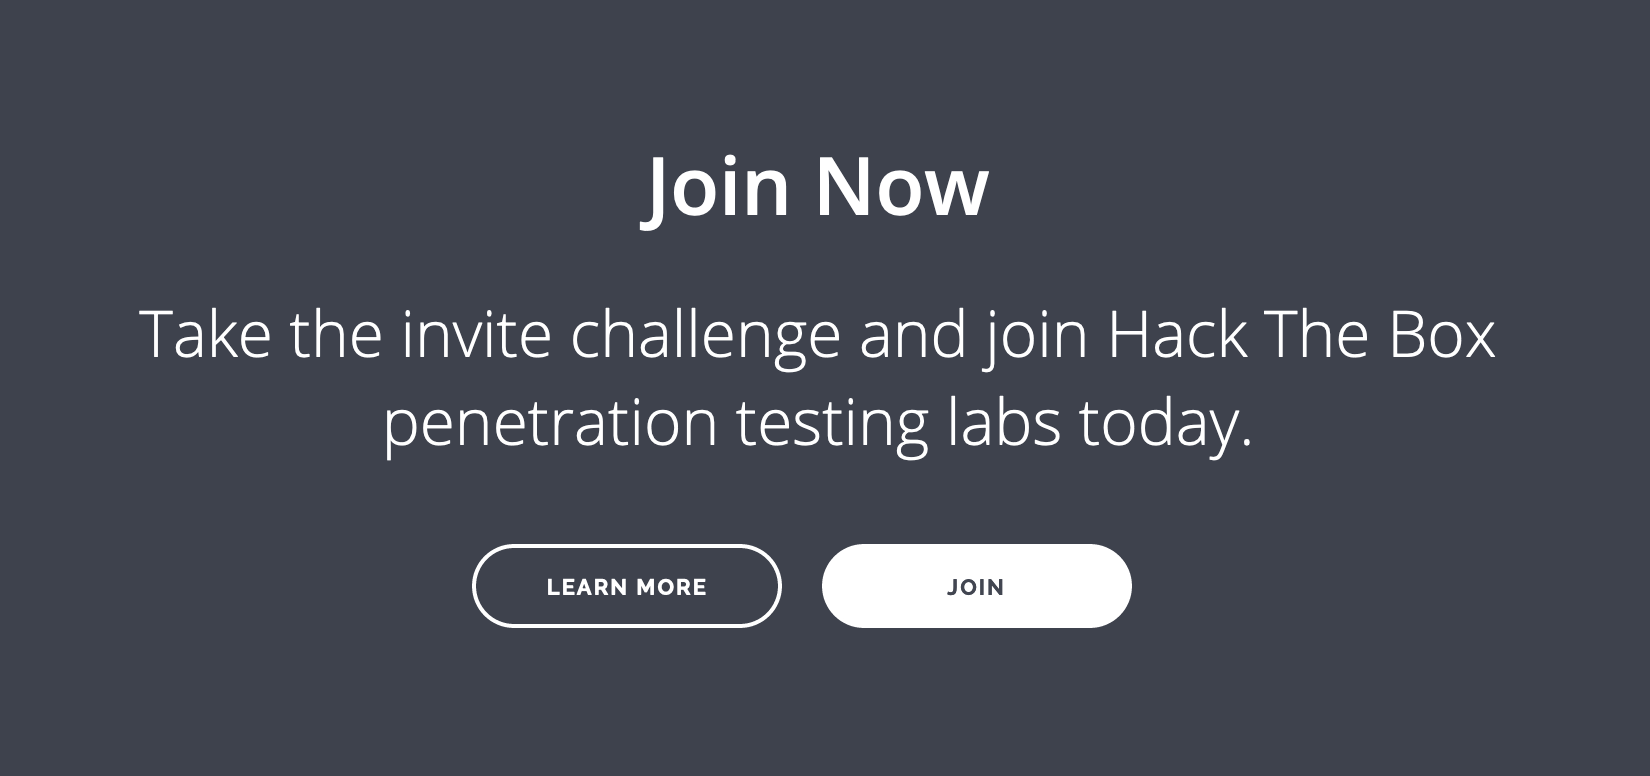 Join Now
Take the invite challenge and join Hack The Box
penetration testing labs today.
LEARN MORE
JOIN